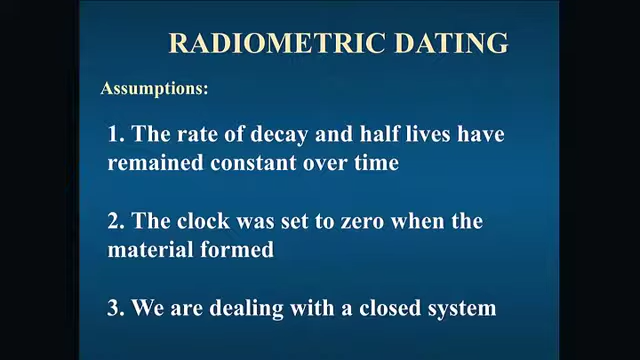 RADIOMETRIC DATING
Assumptions:
1. The rate of decay and half lives have
remained constant over time
2. The clock was set to zero when the
material formed
3. We are dealing with a closed system